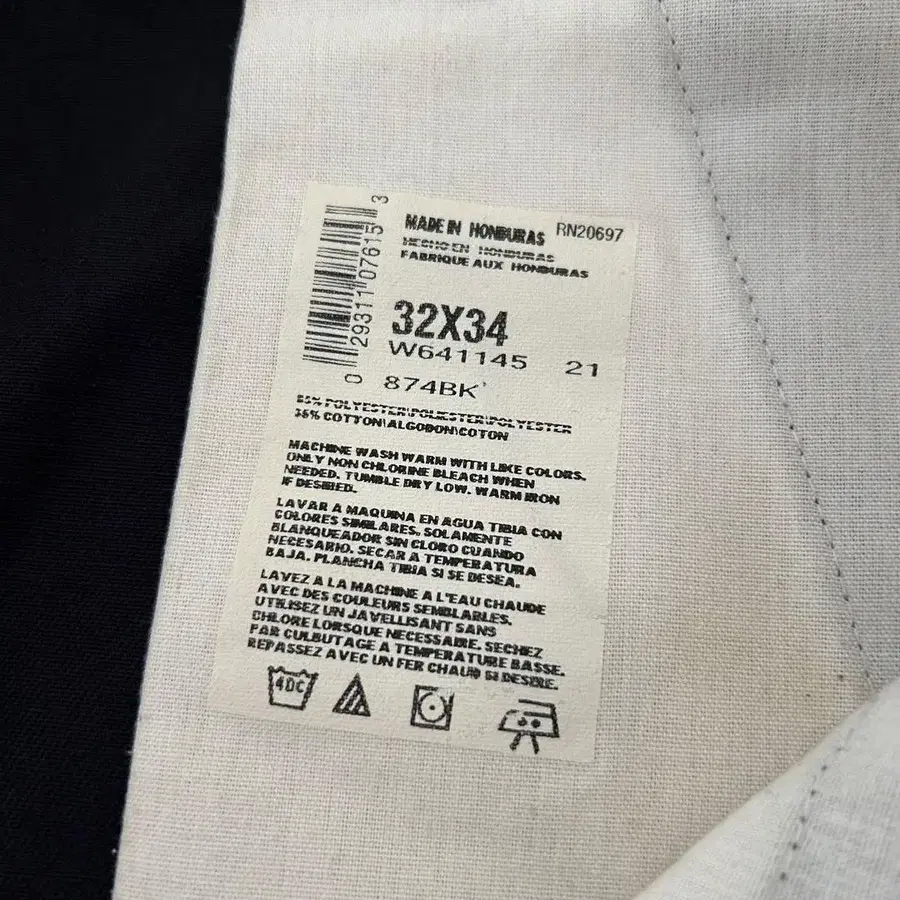 0 29311 07615 3
MADE IN HONDURAS RN20697
HECHO EN HONDURAS
FABRIQUE AUX HONDURAS
32X34
W641145 21
874BK
65% POLYESTER\POLIESTER\POLYESTER
35% COTTON\ALGODON\COTON
MACHINE WASH WARM WITH LIKE COLORS.
ONLY NON CHLORINE BLEACH WHEN
NEEDED. TUMBLE DRY LOW. WARM IRON
IF DESIRED.
LAVAR A MAQUINA EN AGUA TIBIA CON
COLORES SIMILARES. SOLAMENTE
BLANQUEADOR SIN CLORO CUANDO
NECESARIO. SECAR A TEMPERATURA
BAJA. PLANCHA TIBIA SI SE DESEA.
LAVEZ A LA MACHINE A L'EAU CHAUDE
AVEC DES COULEURS SEMBLABLES.
UTILISEZ UN JAVELLISANT SANS
CHLORE LORSQUE NECESSAIRE. SECHEZ
PAR CULBUTAGE A TEMPERATURE BASSE.
REPASSEZ AVEC UN FER CHAUD SI DESIRE.
40C